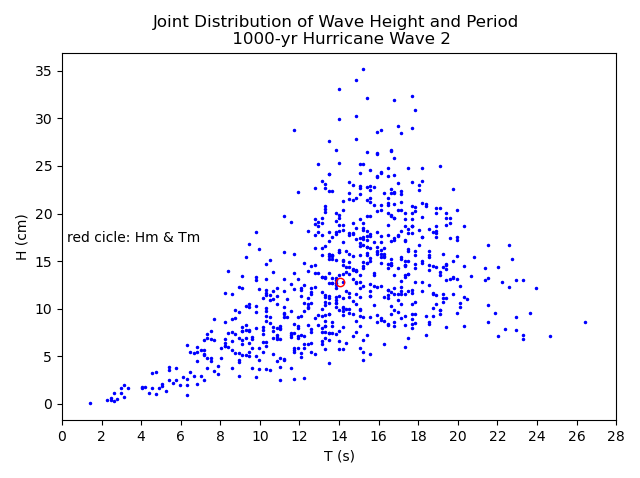 Joint Distribution of Wave Height and Period
1000-yr Hurricane Wave 2
35
30
25
20
15
10
5
0
H (cm)
red cicle: Hm & Tm
0 2 4 6 8 10 12 14 16 18 20 22 24 26 28
T (s)